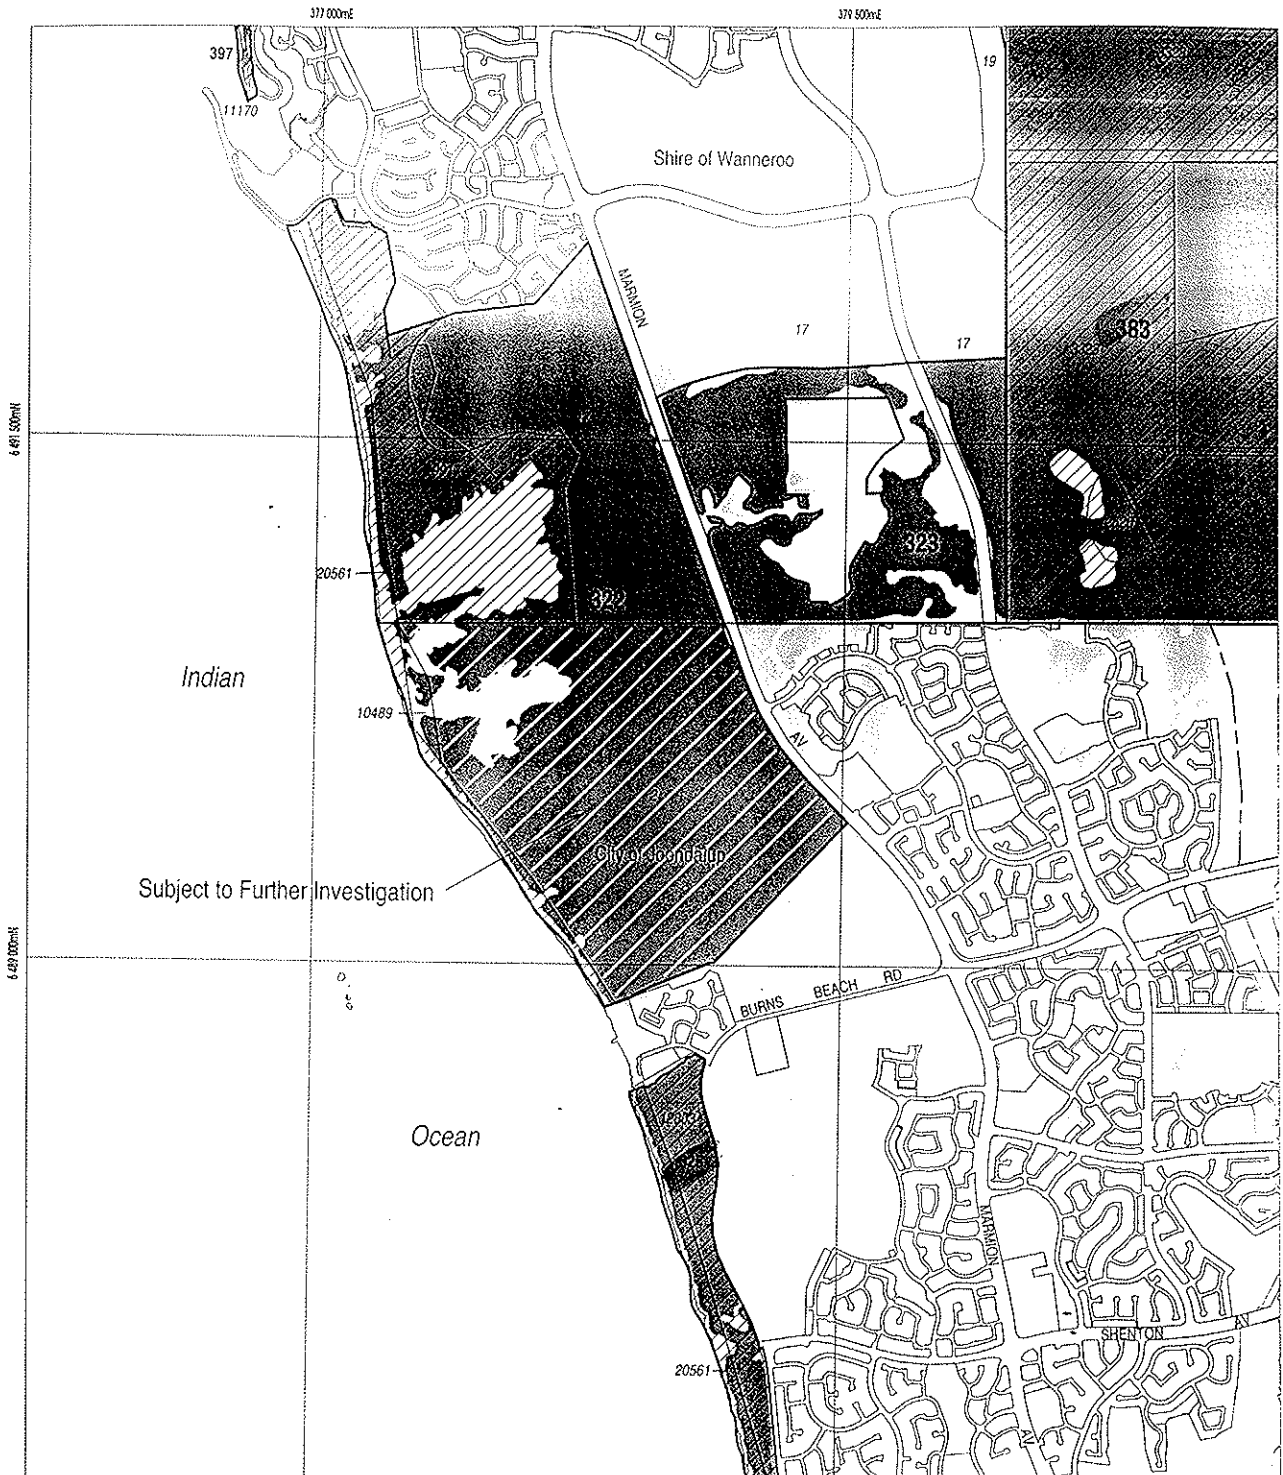 377 000mE
379 500mE
397
19
11170
Shire of Wanneroo
MARMION
17
17
383
6 491 500mN
323
20561
322
Indian
10489
AV
City of Joondalup
Subject to Further Investigation
6 489 000mN
BURNS BEACH RD
Ocean
MARMION
SHENTON AV
20561
AV